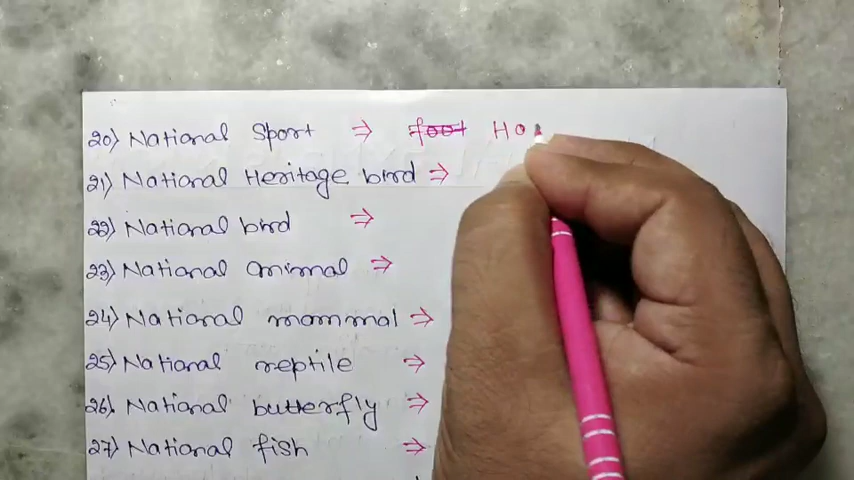 20) National Sport ⇒ foot Ho
21) National Heritage bird ⇒
22) National bird ⇒
23) National animal ⇒
24) National mammal ⇒
25) National reptile ⇒
26. National butterfly ⇒
27) National fish ⇒